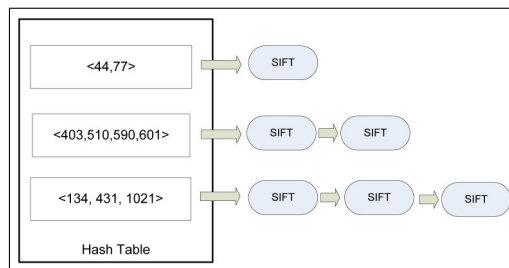 <44,77>
SIFT
<403,510,590,601>
SIFT
SIFT
<134, 431, 1021>
SIFT
SIFT
SIFT
Hash Table